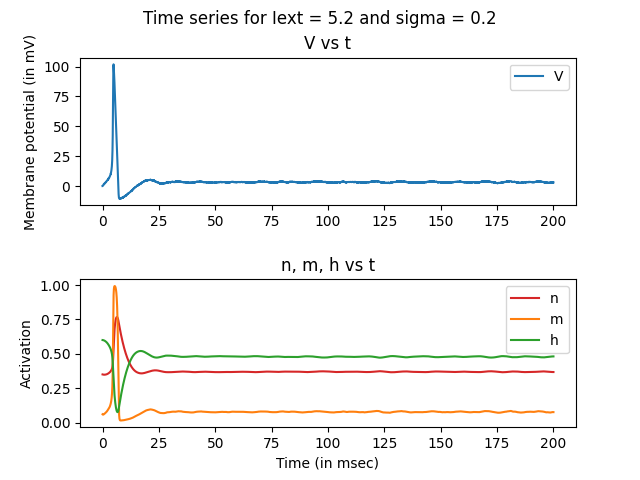 Time series for Iext = 5.2 and sigma = 0.2
V vs t
Membrane potential (in mV)
100
75
50
25
0
V
0 25 50 75 100 125 150 175 200
n, m, h vs t
Activation
1.00
0.75
0.50
0.25
0.00
n
m
h
0 25 50 75 100 125 150 175 200
Time (in msec)